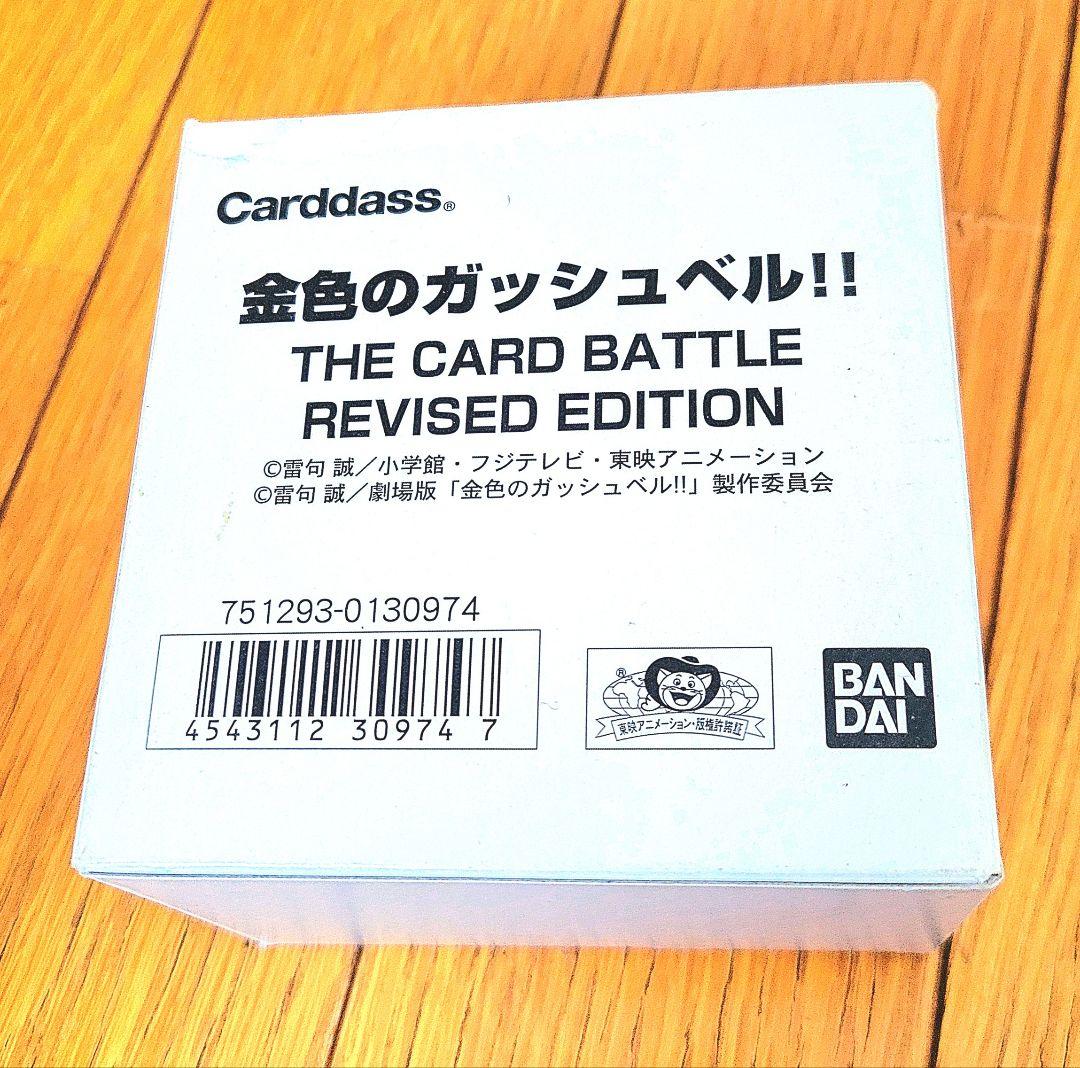 Carddass®
金色のガッシュベル!!
THE CARD BATTLE
REVISED EDITION
©雷句 誠／小学館・フジテレビ・東映アニメーション
©雷句 誠／劇場版「金色のガッシュベル!!」製作委員会
751293-0130974
4543112 30974 7
®
東映アニメーション・版権許諾証
BAN
DAI